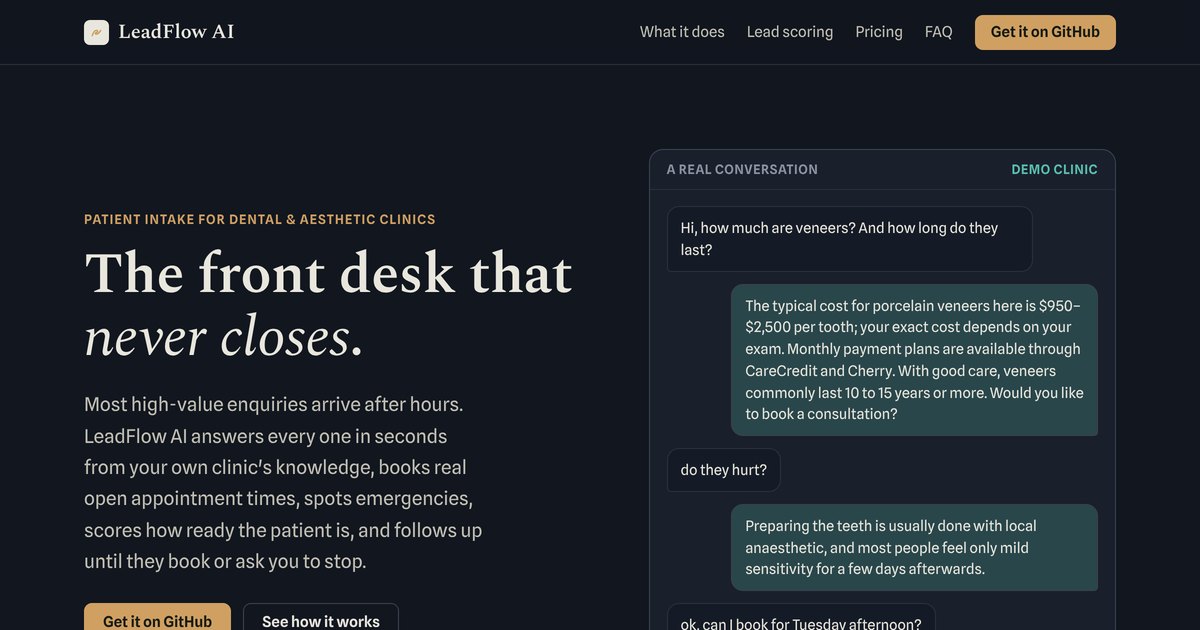 LeadFlow AI
What it does
Lead scoring
Pricing
FAQ
Get it on GitHub
PATIENT INTAKE FOR DENTAL & AESTHETIC CLINICS
The front desk that
never closes.
Most high-value enquiries arrive after hours.
LeadFlow AI answers every one in seconds
from your own clinic's knowledge, books real
open appointment times, spots emergencies,
scores how ready the patient is, and follows up
until they book or ask you to stop.
Get it on GitHub
See how it works
A REAL CONVERSATION
DEMO CLINIC
Hi, how much are veneers? And how long do they
last?
The typical cost for porcelain veneers here is $950–
$2,500 per tooth; your exact cost depends on your
exam. Monthly payment plans are available through
CareCredit and Cherry. With good care, veneers
commonly last 10 to 15 years or more. Would you like
to book a consultation?
do they hurt?
Preparing the teeth is usually done with local
anaesthetic, and most people feel only mild
sensitivity for a few days afterwards.
ok, can I book for Tuesday afternoon?